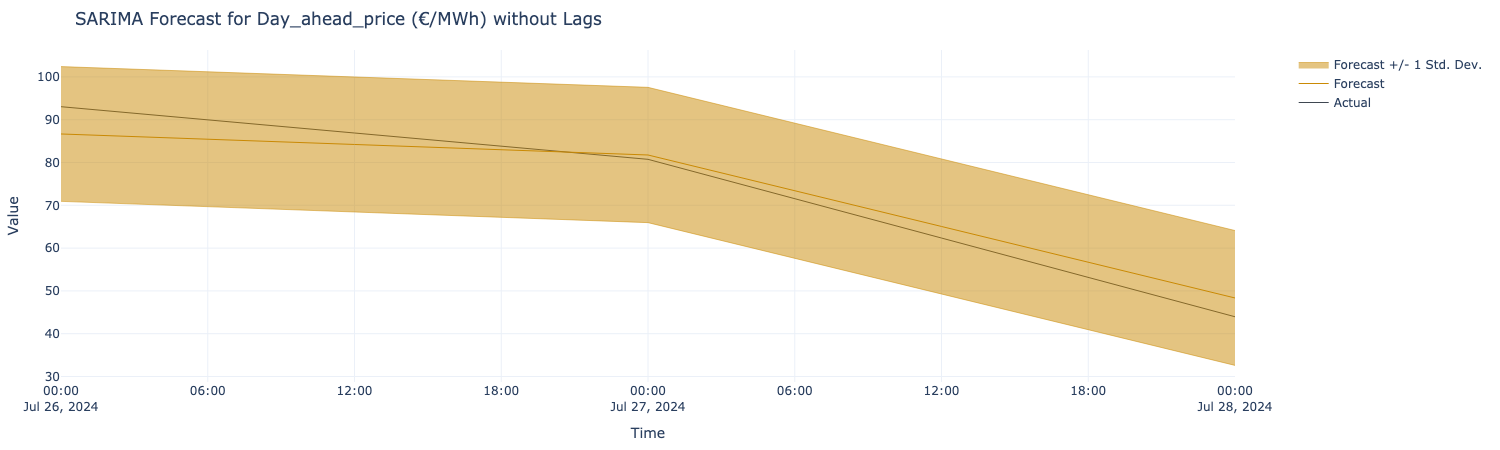 SARIMA Forecast for Day_ahead_price (€/MWh) without Lags
Forecast +/- 1 Std. Dev.
Forecast
Actual
Value
100
90
80
70
60
50
40
30
00:00 06:00 12:00 18:00 00:00 06:00 12:00 18:00 00:00
Jul 26, 2024 Jul 27, 2024 Jul 28, 2024
Time